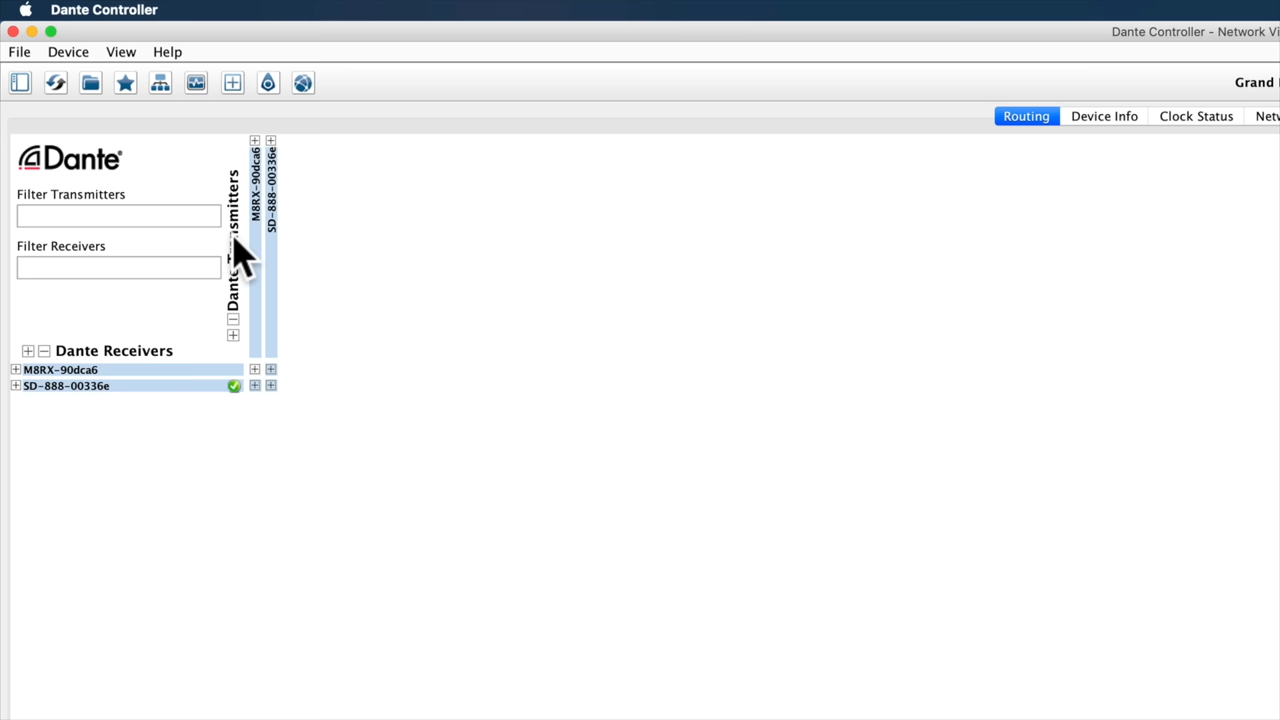 Dante Controller
Dante Controller - Network Vi
File Device View Help
Grand
Routing Device Info Clock Status Netw
Dante
Filter Transmitters
Filter Receivers
Dante Transmitters
M8RX-90dca6
SD-888-00336e
Dante Receivers
M8RX-90dca6
SD-888-00336e